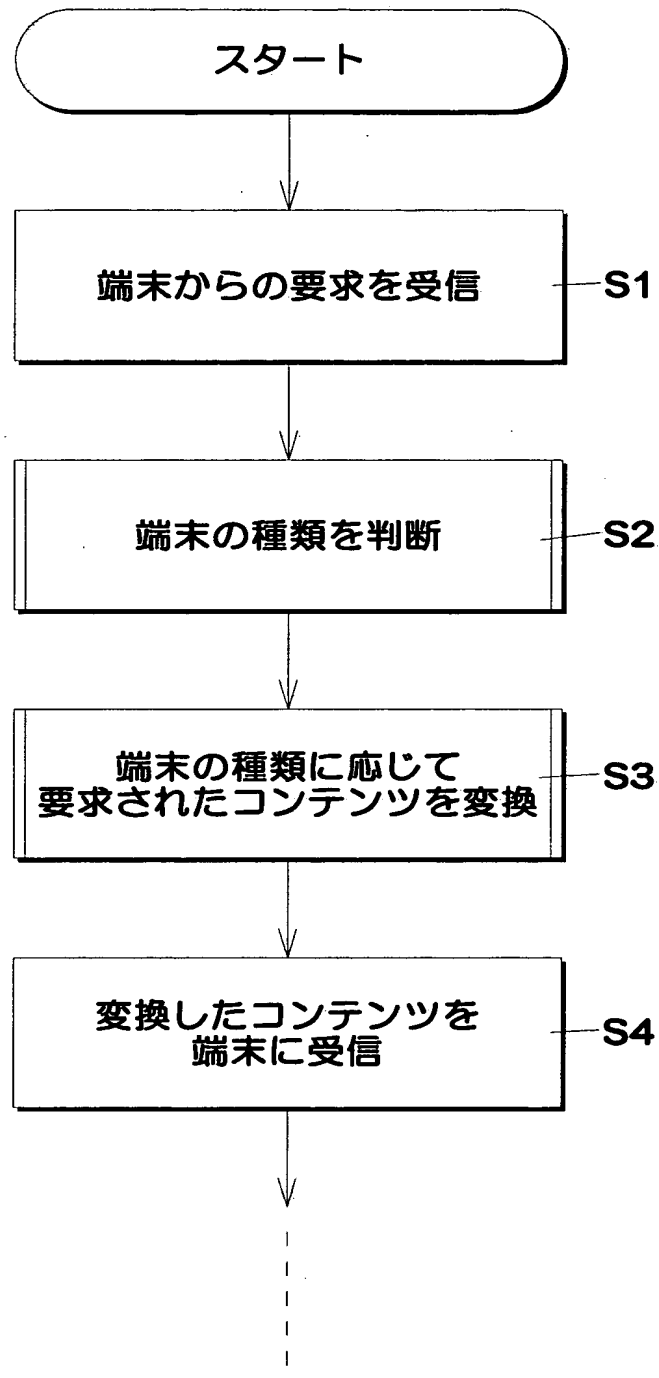 スタート
端末からの要求を受信
S1
端末の種類を判断
S2
端末の種類に応じて
要求されたコンテンツを変換
S3
変換したコンテンツを
端末に受信
S4